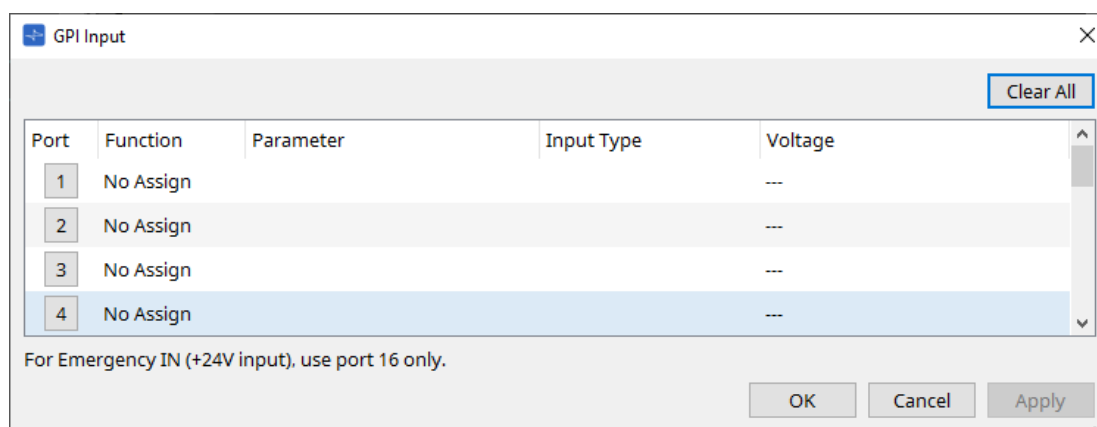 GPI Input
Clear All
Port Function Parameter Input Type Voltage
1 No Assign ---
2 No Assign ---
3 No Assign ---
4 No Assign ---
For Emergency IN (+24V input), use port 16 only.
OK Cancel Apply